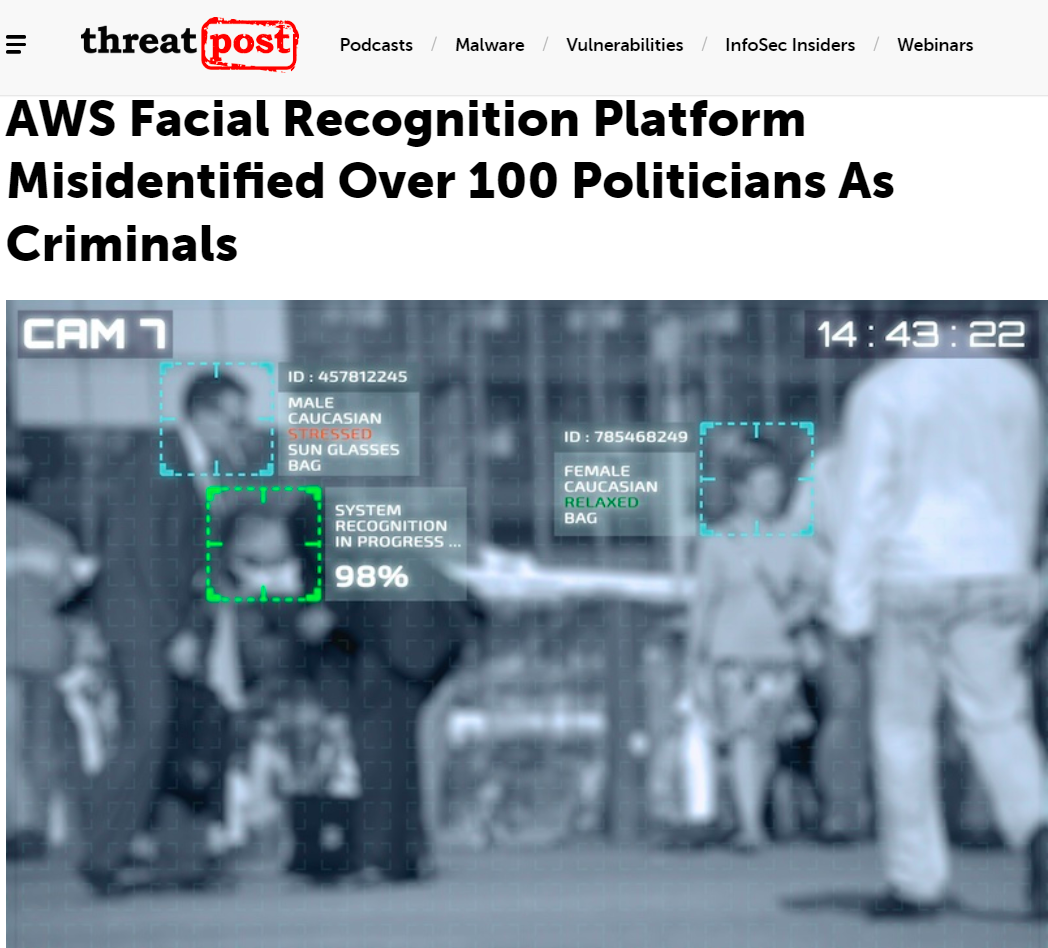 threatpost
Podcasts / Malware / Vulnerabilities / InfoSec Insiders / Webinars
AWS Facial Recognition Platform
Misidentified Over 100 Politicians As
Criminals
CAM 7
14 : 43 : 22
ID : 457812245
MALE
CAUCASIAN
STRESSED
SUN GLASSES
BAG
ID : 785468249
FEMALE
CAUCASIAN
RELAXED
BAG
SYSTEM
RECOGNITION
IN PROGRESS ...
98%